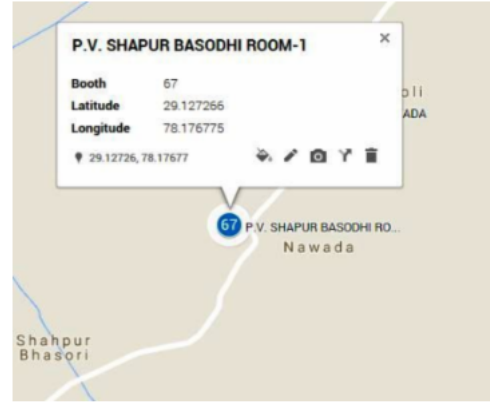 P.V. SHAPUR BASODHI ROOM-1
Booth 67
Latitude 29.127266
Longitude 78.176775
29.12726, 78.17677
oli
ADA
67 P.V. SHAPUR BASODHI RO...
Nawada
Shahpur
Bhasori